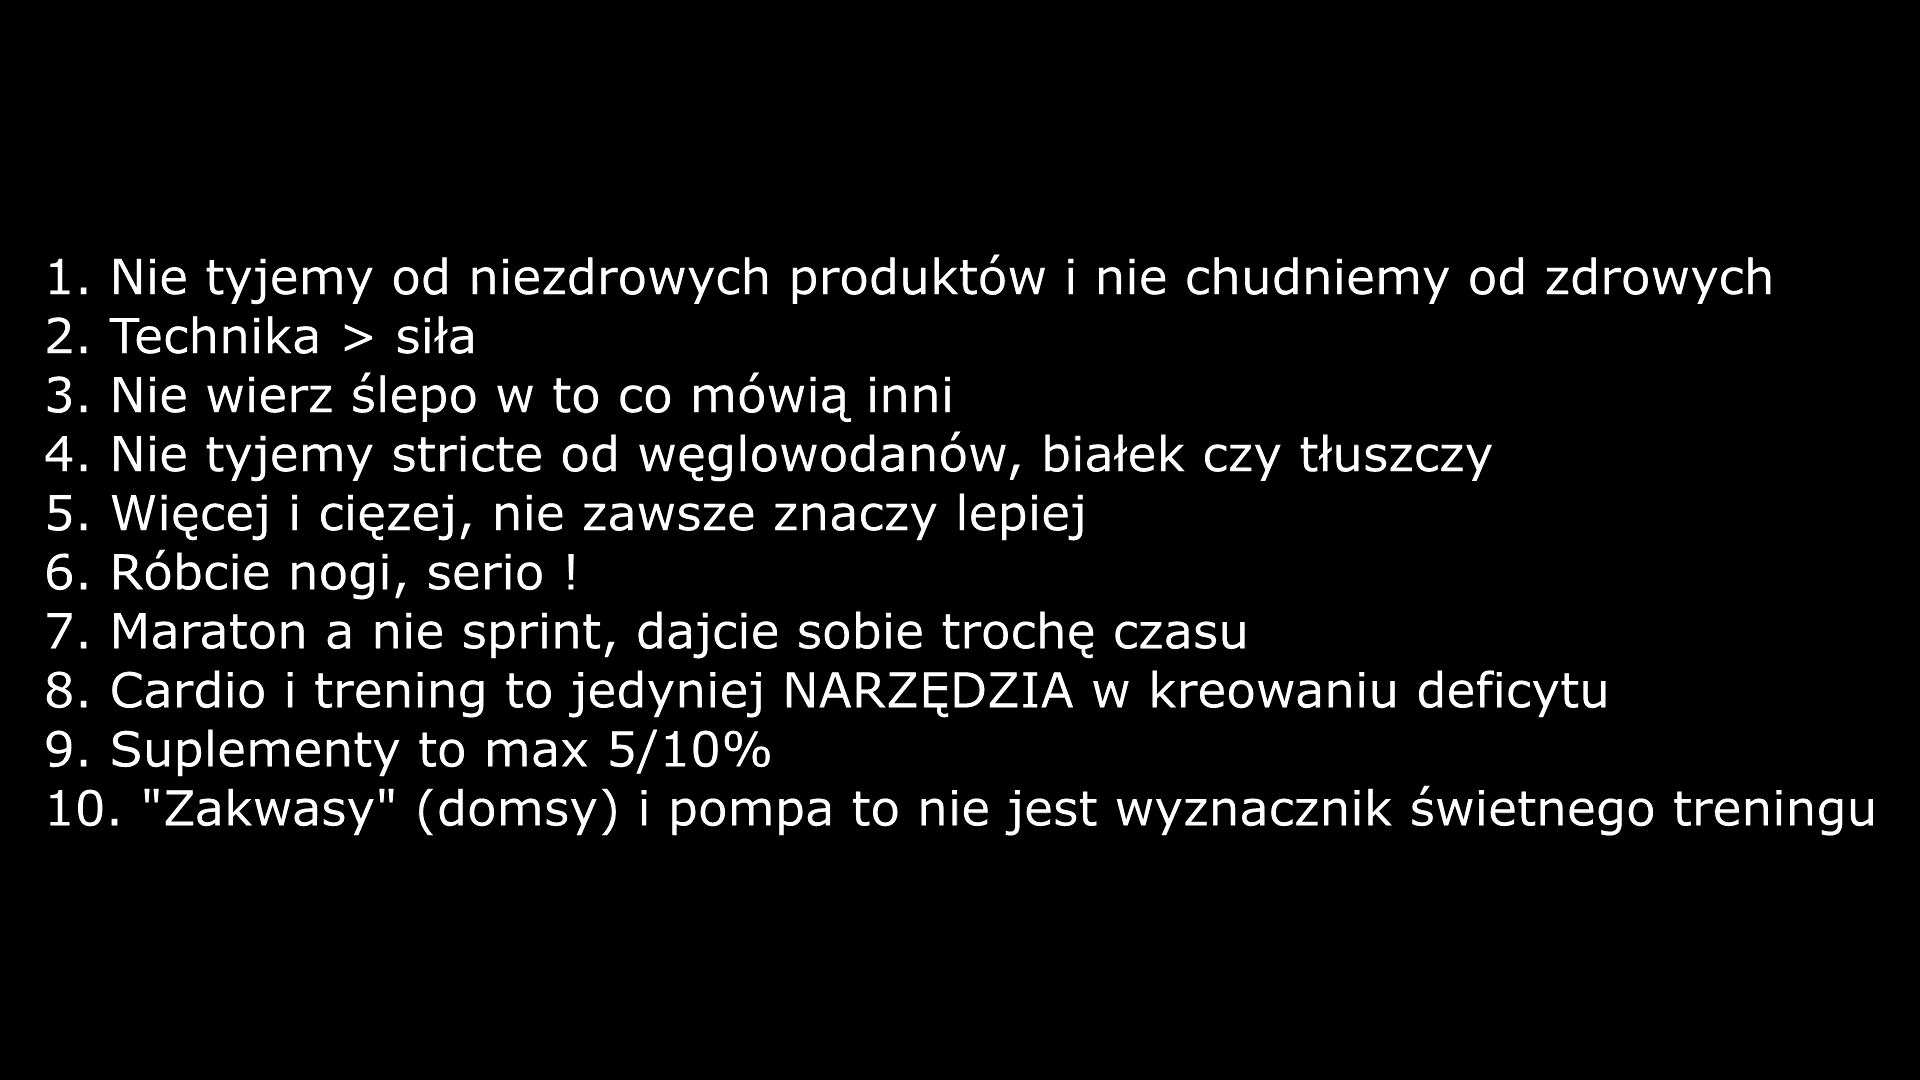 1. Nie tyjemy od niezdrowych produktów i nie chudniemy od zdrowych
2. Technika > siła
3. Nie wierz ślepo w to co mówią inni
4. Nie tyjemy stricte od węglowodanów, białek czy tłuszczy
5. Więcej i cięzej, nie zawsze znaczy lepiej
6. Róbcie nogi, serio !
7. Maraton a nie sprint, dajcie sobie trochę czasu
8. Cardio i trening to jedyniej NARZĘDZIA w kreowaniu deficytu
9. Suplementy to max 5/10%
10. "Zakwasy" (domsy) i pompa to nie jest wyznacznik świetnego treningu